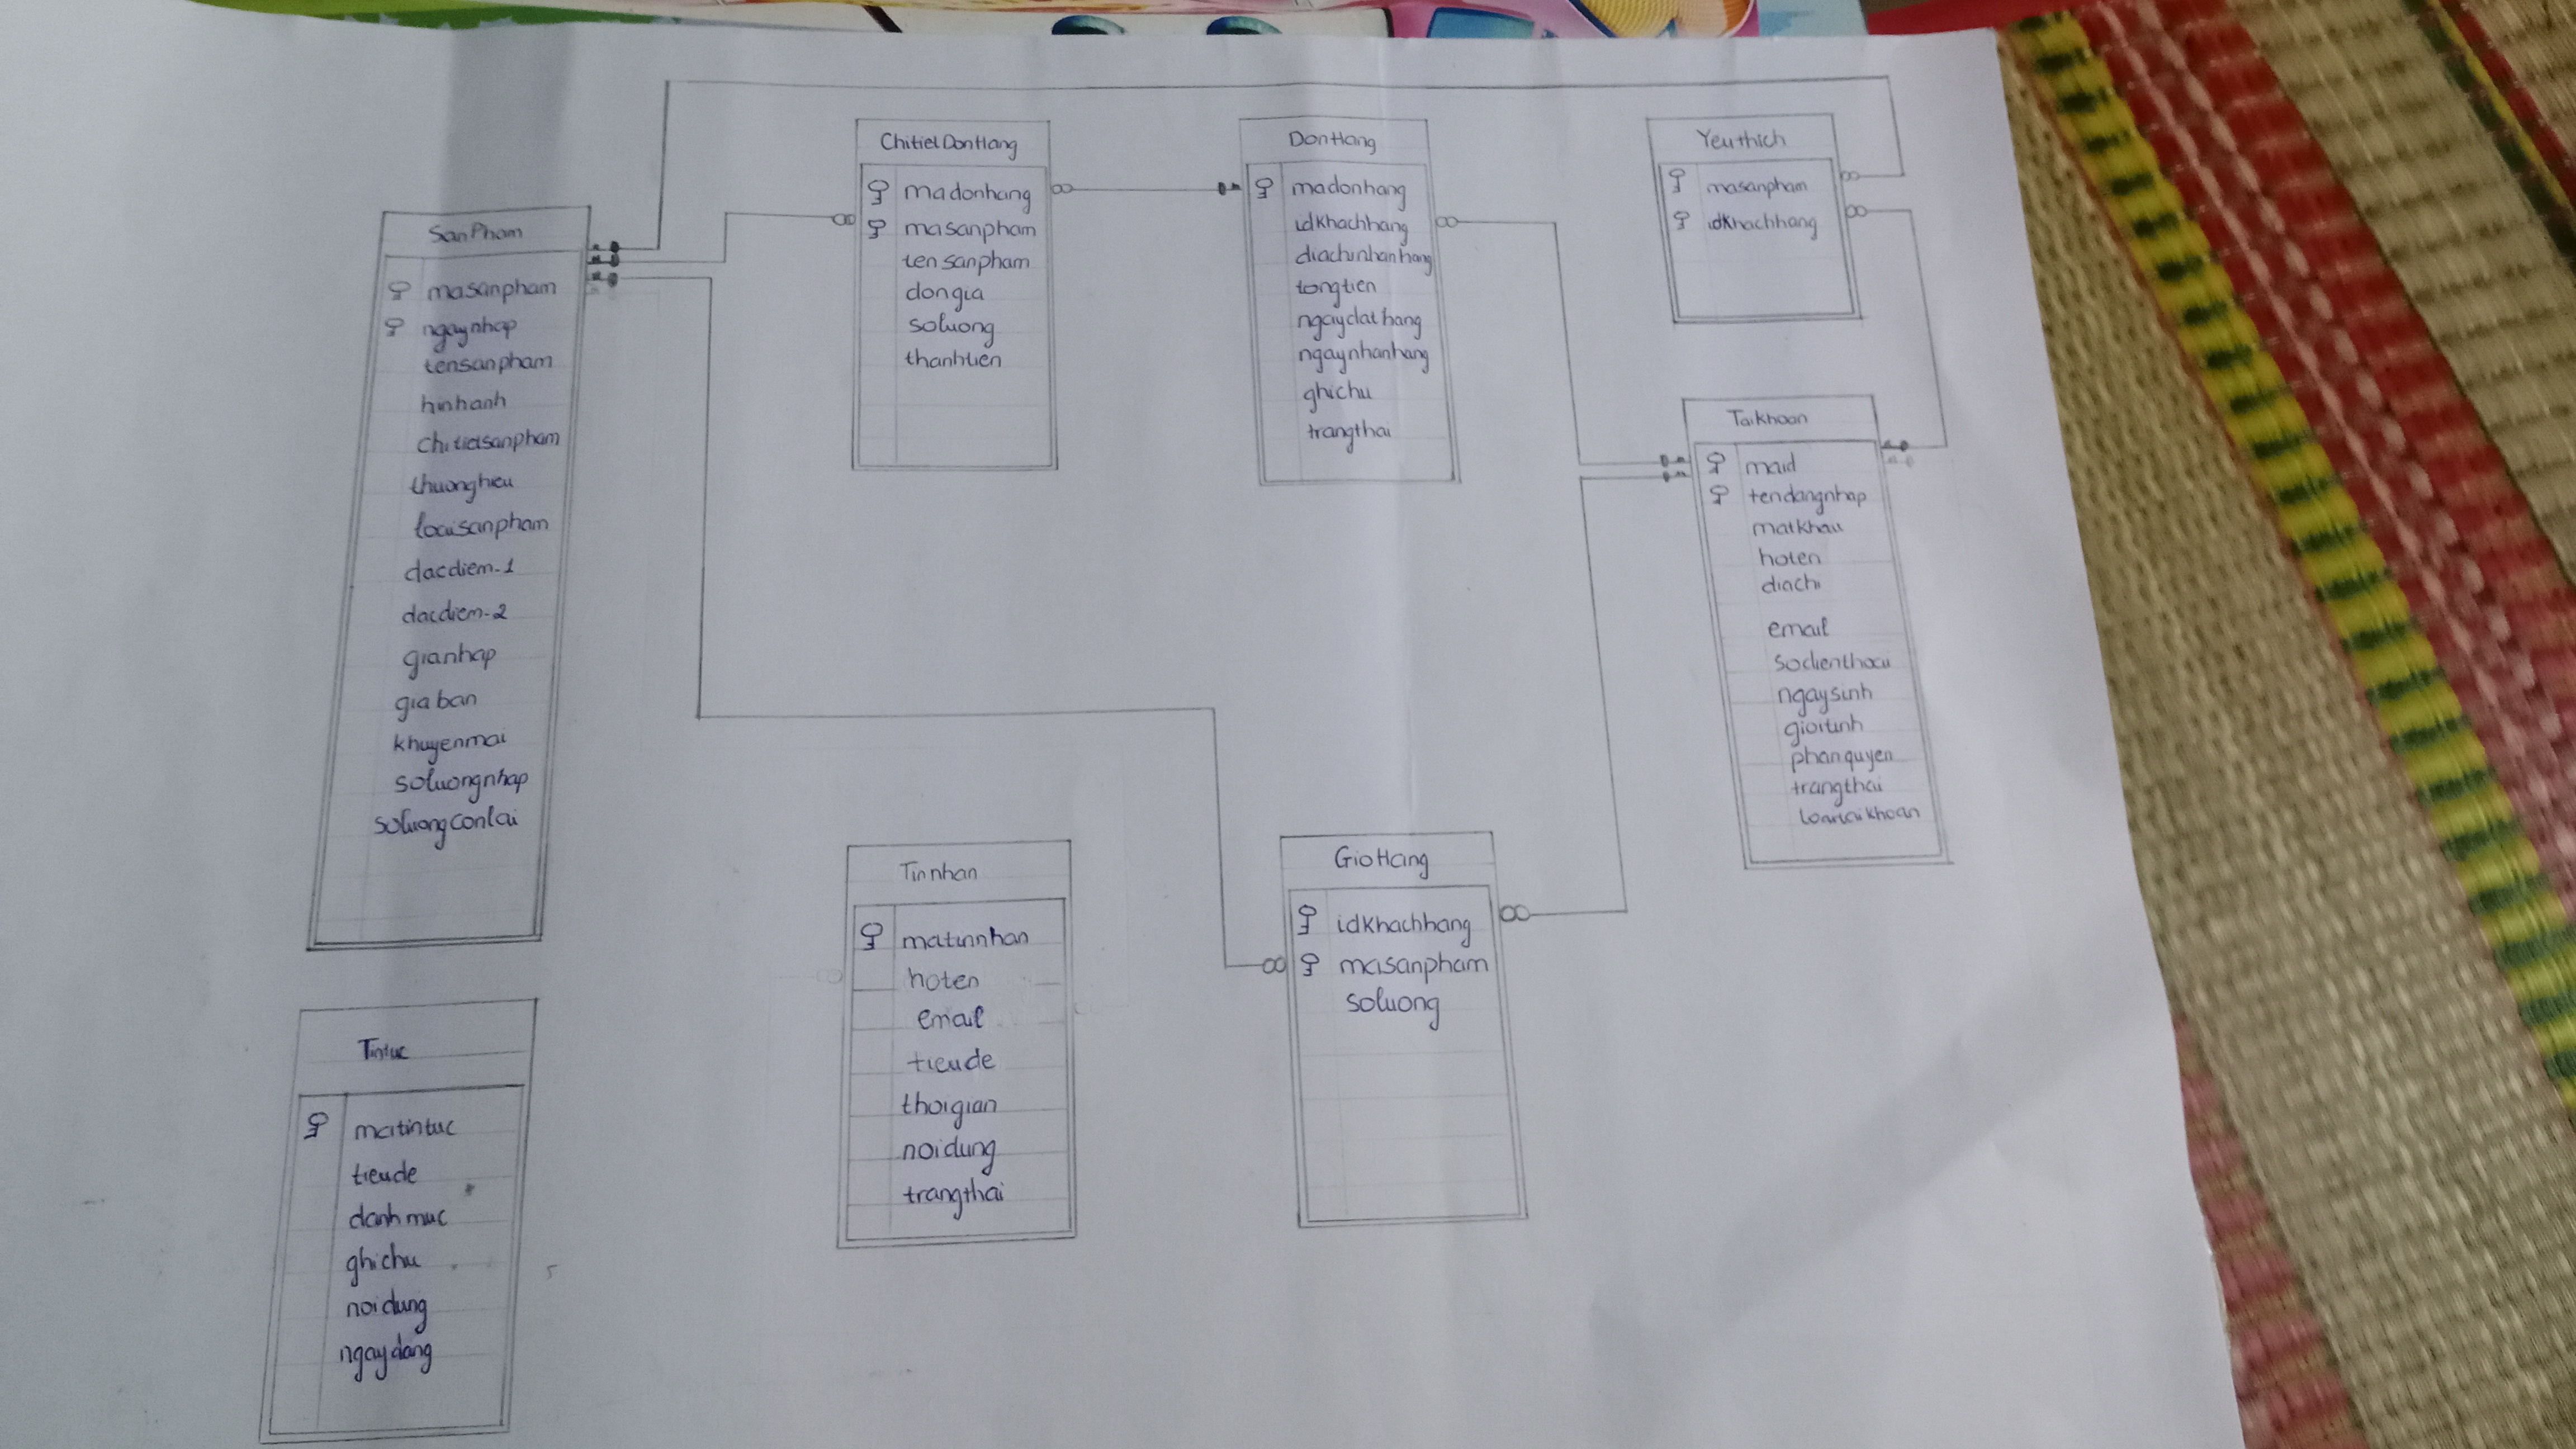 SanPham
masanpham
ngaynhap
tensanpham
hinhanh
chitietsanpham
thuonghieu
loaisanpham
dacdiem-1
dacdiem-2
gianhap
giaban
khuyenmai
soluongnhap
soluongconlai
ChitietDonHang
madonhang
masanpham
tensanpham
dongia
soluong
thanhtien
DonHang
madonhang
idkhachhang
diachinhanhang
tongtien
ngaydathang
ngaynhanhang
ghichu
trangthai
Yeuthich
masanpham
idkhachhang
Taikhoan
maid
tendangnhap
matkhau
hoten
diachi
email
sodienthoai
ngaysinh
gioitinh
phanquyen
trangthai
loaitaikhoan
Tinnhan
matinnhan
hoten
email
tieude
thoigian
noidung
trangthai
GioHang
idkhachhang
masanpham
soluong
Tintuc
matintuc
tieude
danhmuc
ghichu
noidung
ngaydang